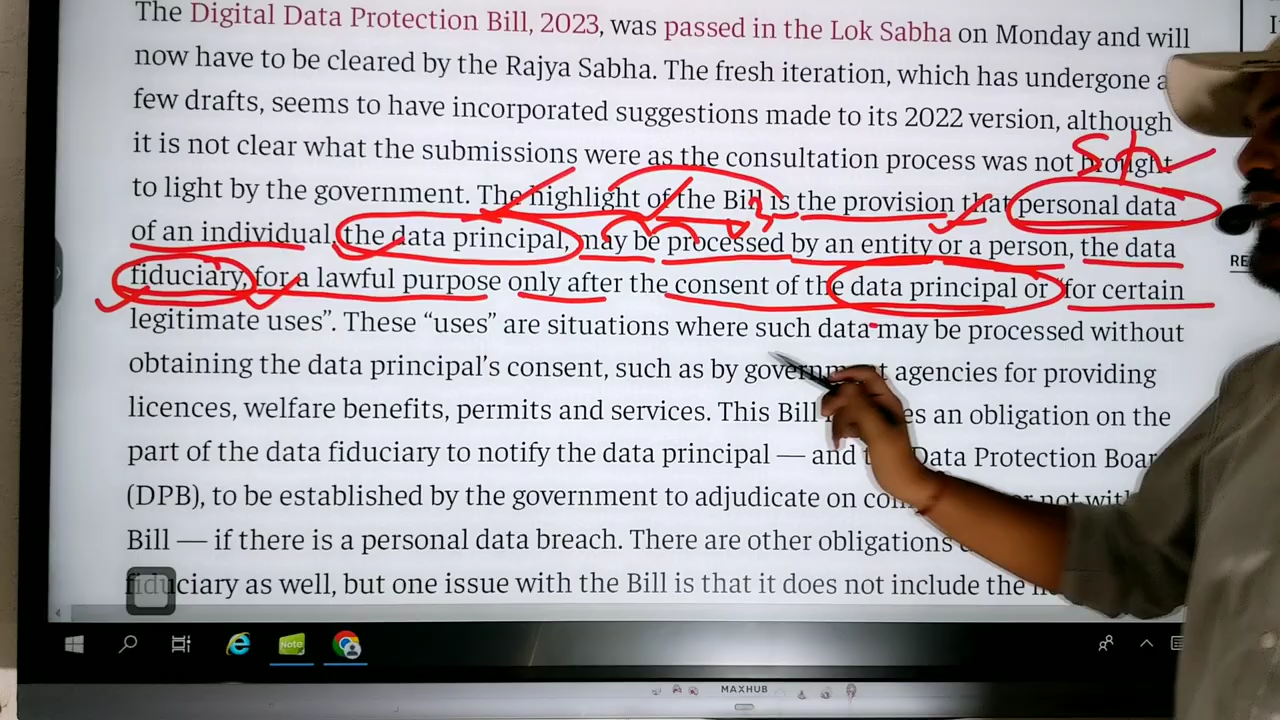 The Digital Data Protection Bill, 2023, was passed in the Lok Sabha on Monday and will
now have to be cleared by the Rajya Sabha. The fresh iteration, which has undergone a
few drafts, seems to have incorporated suggestions made to its 2022 version, although
it is not clear what the submissions were as the consultation process was not brought
to light by the government. The highlight of the Bill is the provision that personal data
of an individual, the data principal, may be processed by an entity or a person, the data
fiduciary, for a lawful purpose only after the consent of the data principal or for certain
legitimate uses”. These “uses” are situations where such data may be processed without
obtaining the data principal’s consent, such as by government agencies for providing
licences, welfare benefits, permits and services. This Bill an obligation on the
part of the data fiduciary to notify the data principal — and Data Protection
(DPB), to be established by the government to adjudicate on not
Bill — if there is a personal data breach. There are other obligations
fiduciary as well, but one issue with the Bill is that it does not include the
RE
Note
MAXHUB